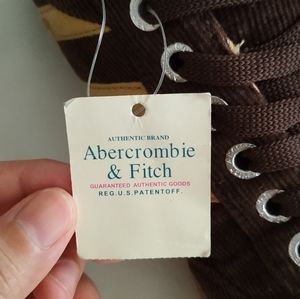 AUTHENTIC BRAND
Abercrombie
& Fitch
GUARANTEED AUTHENTIC GOODS
REG.U.S.PATENTOFF.